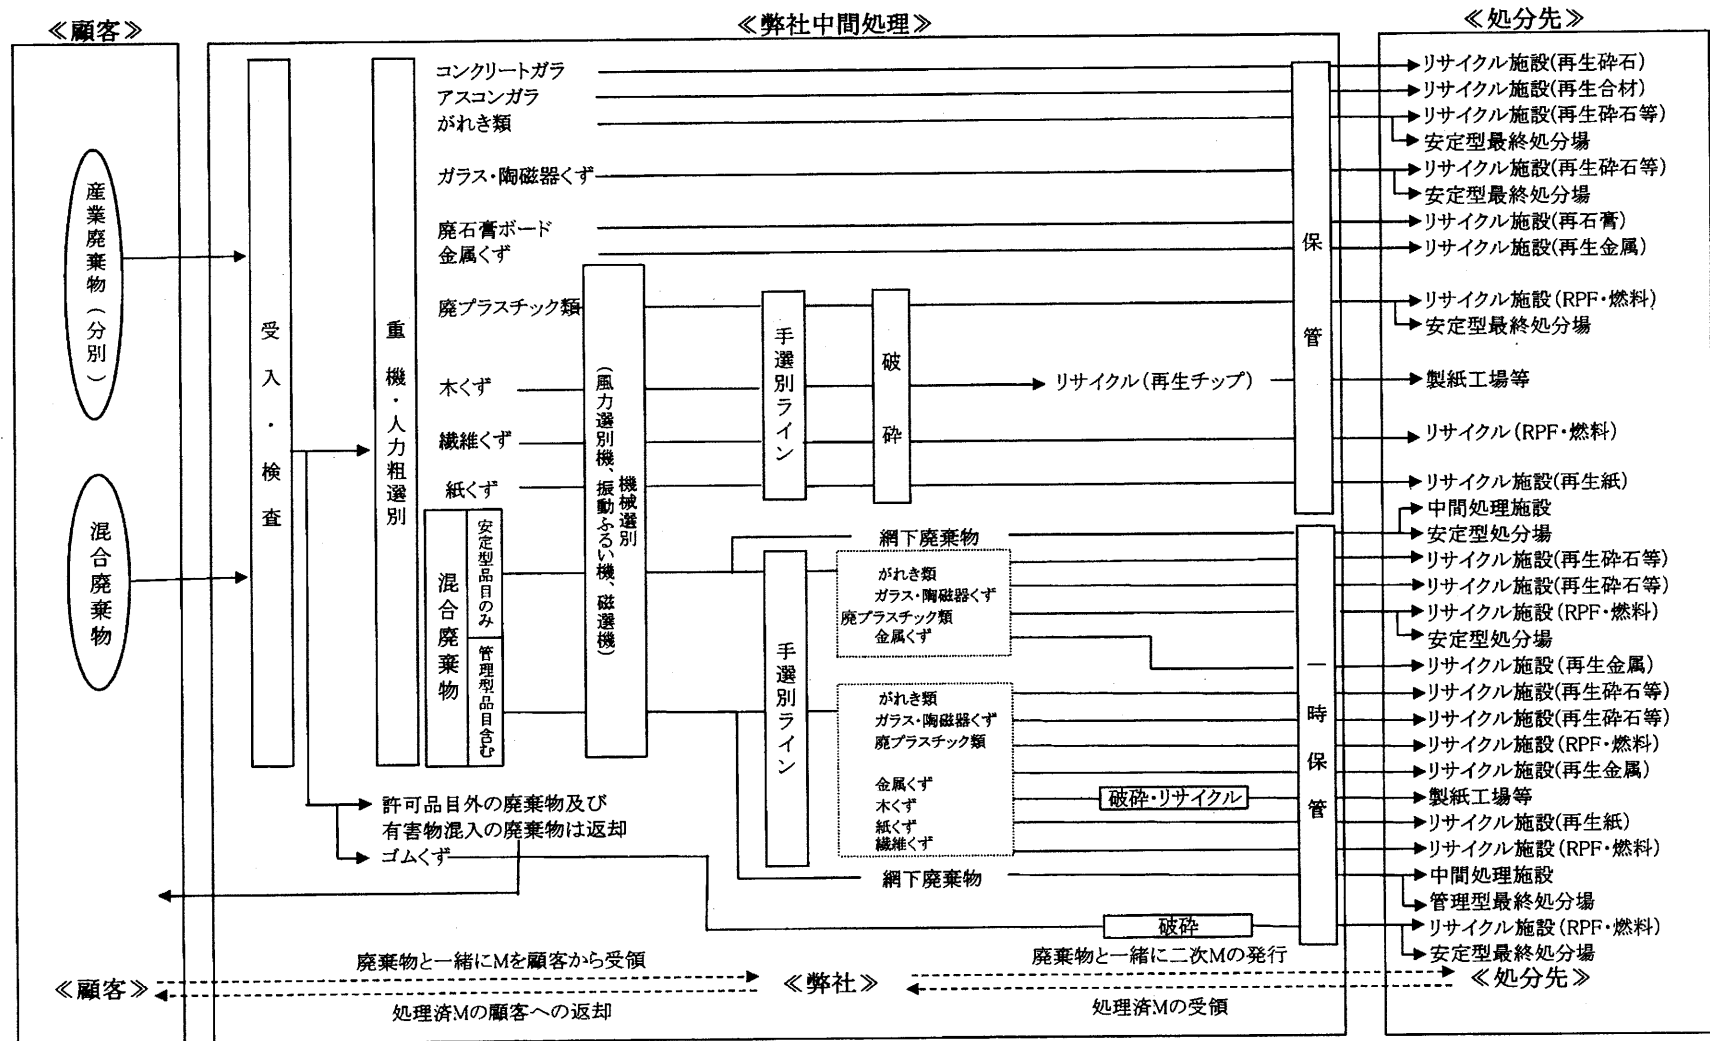 ≪顧客≫
≪弊社中間処理≫
≪処分先≫
産業廃棄物(分別)
混合廃棄物
受入・検査
重機・人力粗選別
コンクリートガラ
アスコンガラ
がれき類
ガラス・陶磁器くず
廃石膏ボード
金属くず
廃プラスチック類
木くず
繊維くず
紙くず
混合廃棄物
安定型品目のみ
管理型品目含む
機械選別
(風力選別機、振動ふるい機、磁選機)
手選別ライン
破砕
リサイクル(再生チップ)
保管
網下廃棄物
手選別ライン
がれき類
ガラス・陶磁器くず
廃プラスチック類
金属くず
がれき類
ガラス・陶磁器くず
廃プラスチック類
金属くず
木くず
紙くず
繊維くず
破砕・リサイクル
網下廃棄物
破砕
一時保管
許可品目外の廃棄物及び
有害物混入の廃棄物は返却
ゴムくず
リサイクル施設(再生砕石)
リサイクル施設(再生合材)
リサイクル施設(再生砕石等)
安定型最終処分場
リサイクル施設(再生砕石等)
安定型最終処分場
リサイクル施設(再石膏)
リサイクル施設(再生金属)
リサイクル施設(RPF・燃料)
安定型最終処分場
製紙工場等
リサイクル(RPF・燃料)
リサイクル施設(再生紙)
中間処理施設
安定型処分場
リサイクル施設(再生砕石等)
リサイクル施設(再生砕石等)
リサイクル施設(RPF・燃料)
安定型処分場
リサイクル施設(再生金属)
リサイクル施設(再生砕石等)
リサイクル施設(再生砕石等)
リサイクル施設(RPF・燃料)
リサイクル施設(再生金属)
製紙工場等
リサイクル施設(再生紙)
リサイクル施設(RPF・燃料)
中間処理施設
管理型最終処分場
リサイクル施設(RPF・燃料)
安定型最終処分場
廃棄物と一緒にMを顧客から受領
廃棄物と一緒に二次Mの発行
≪顧客≫
≪弊社≫
≪処分先≫
処理済Mの顧客への返却
処理済Mの受領